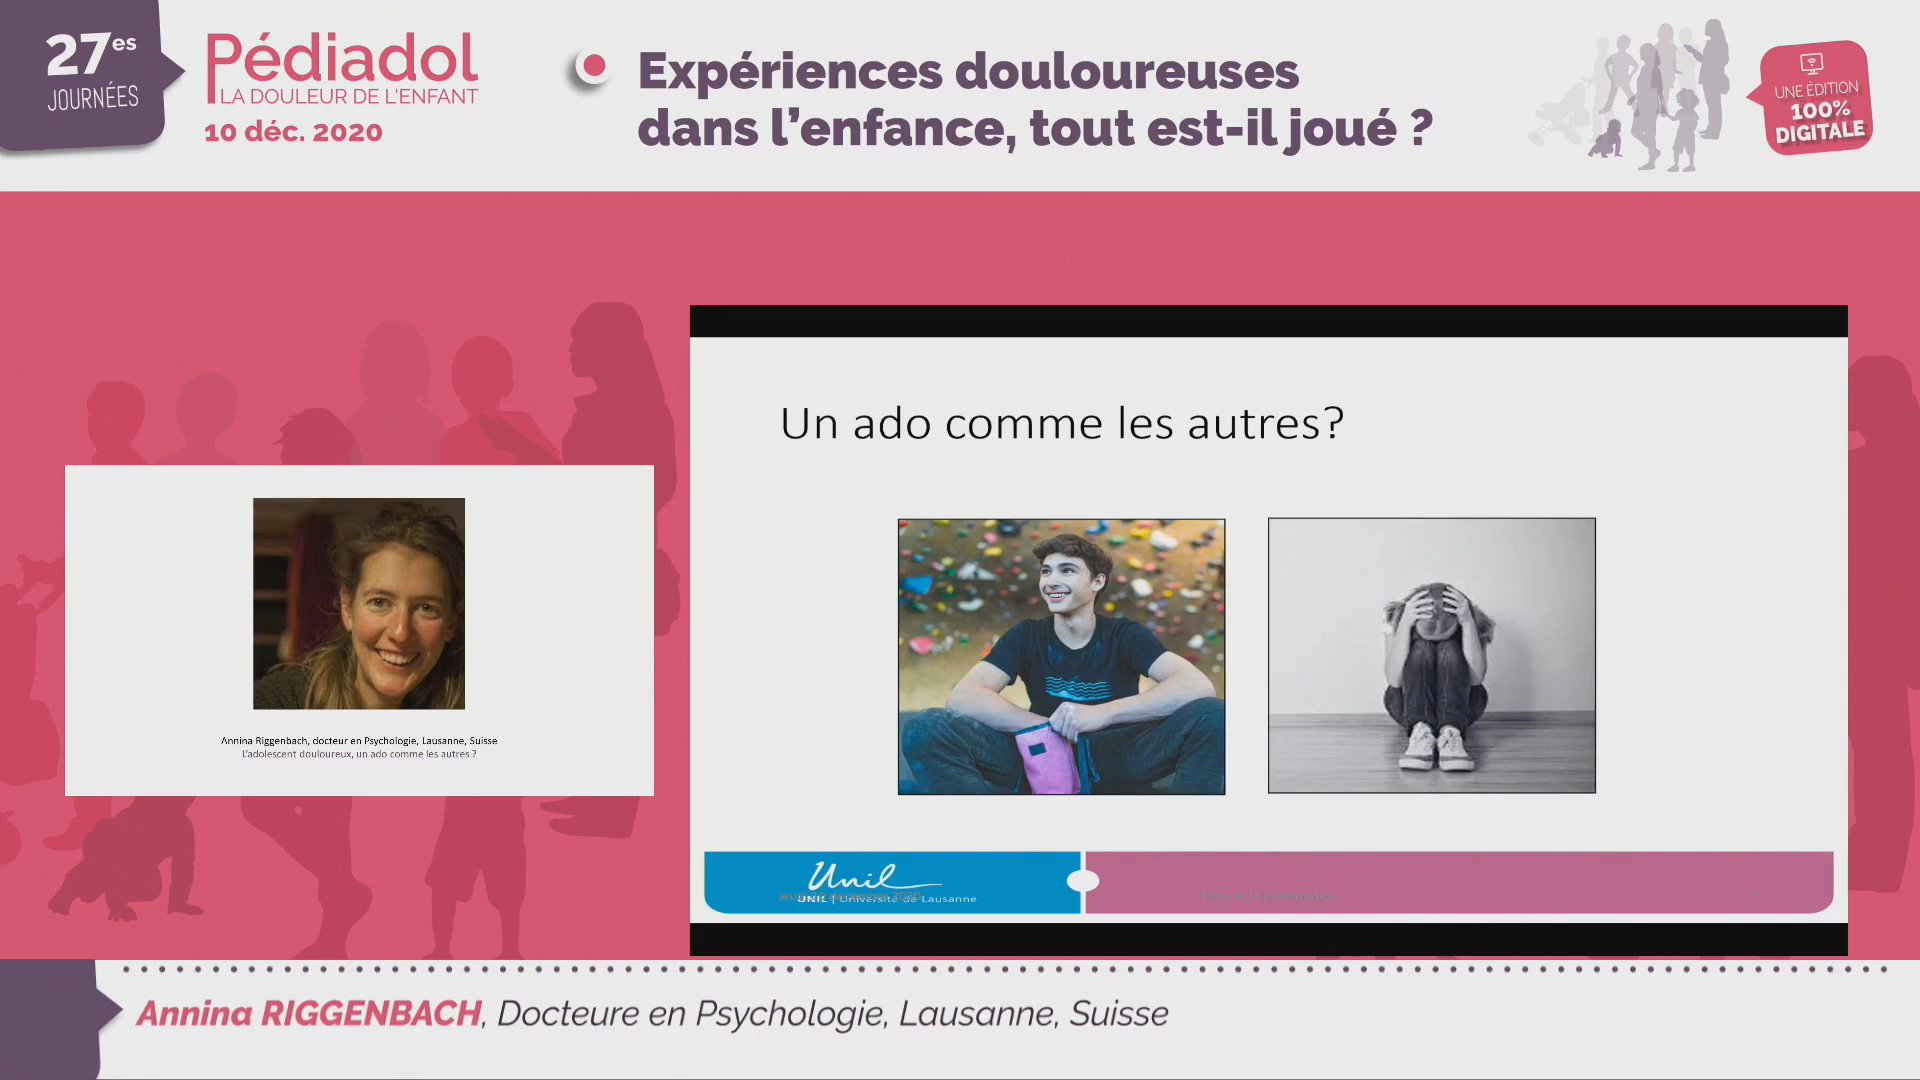 27es
JOURNÉES
Pédiadol
LA DOULEUR DE L'ENFANT
10 déc. 2020
Expériences douloureuses
dans l'enfance, tout est-il joué ?
UNE ÉDITION
100%
DIGITALE
Un ado comme les autres?
Annina Riggenbach, docteur en Psychologie, Lausanne, Suisse
L'adolescent douloureux, un ado comme les autres ?
Unil
UNIL | Université de Lausanne
Annina RIGGENBACH, Docteure en Psychologie, Lausanne, Suisse